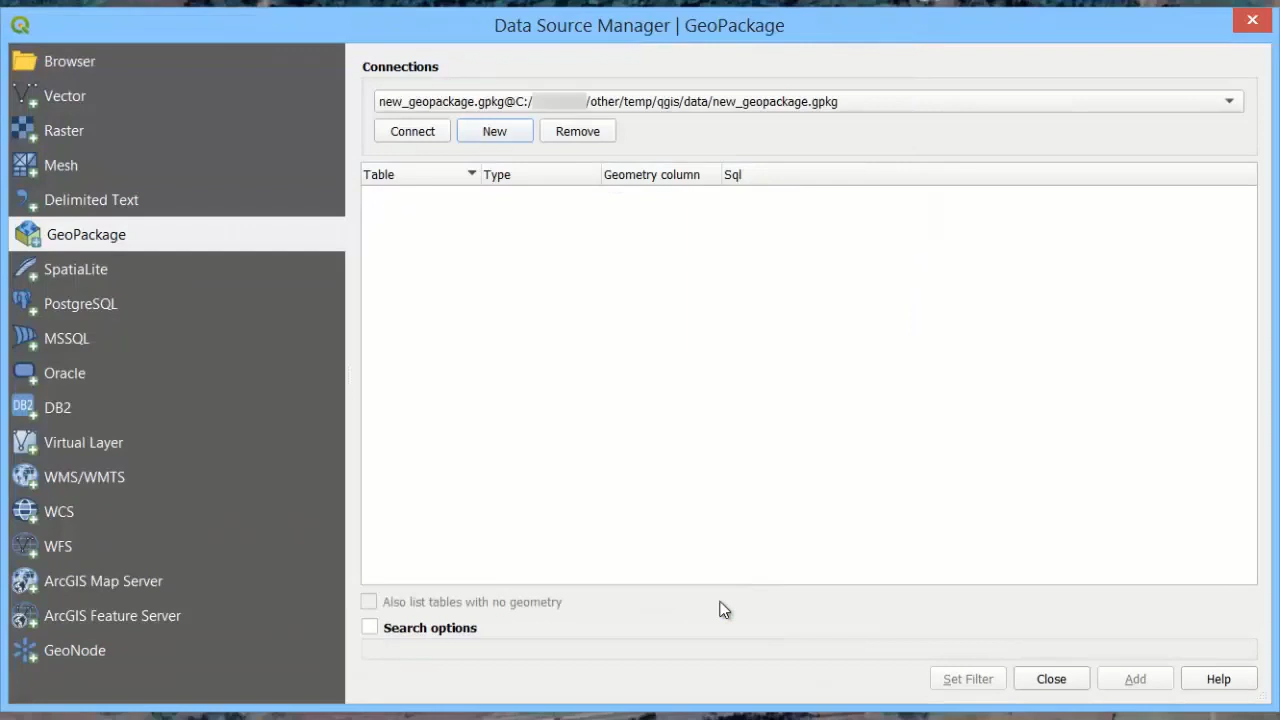 Data Source Manager | GeoPackage
Browser
Vector
Raster
Mesh
Delimited Text
GeoPackage
SpatiaLite
PostgreSQL
MSSQL
Oracle
DB2
DB2
Virtual Layer
WMS/WMTS
WCS
WFS
ArcGIS Map Server
ArcGIS Feature Server
GeoNode
Connections
new_geopackage.gpkg@C:/ /other/temp/qgis/data/new_geopackage.gpkg
Connect New Remove
Table Type Geometry column Sql
Also list tables with no geometry
Search options
Set Filter Close Add Help